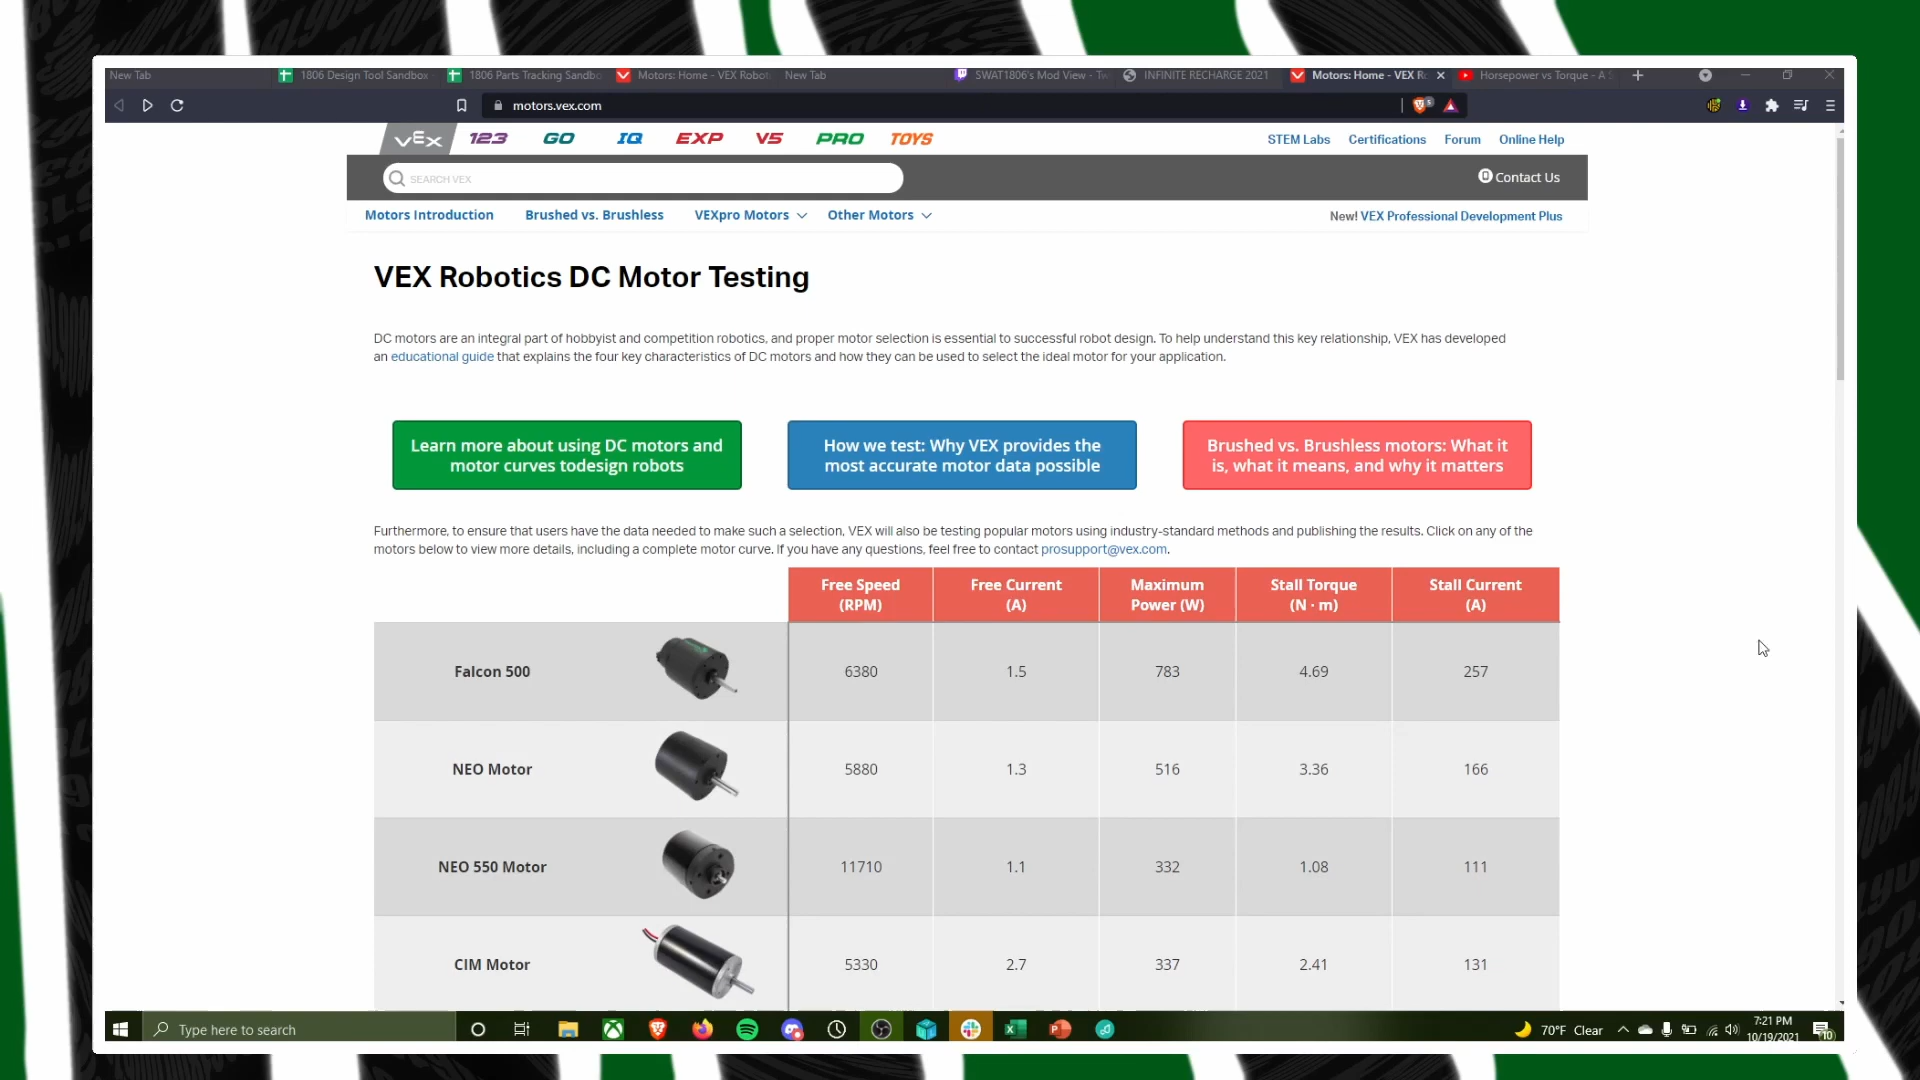 New Tab
1806 Design Tool Sandbox
1806 Parts Tracking Sandbo
Motors: Home - VEX Robot
New Tab
SWAT1806's Mod View - Tw
INFINITE RECHARGE 2021
Motors: Home - VEX R
Horsepower vs Torque - A S
motors.vex.com
VEX 123 GO IQ EXP V5 PRO TOYS
STEM Labs Certifications Forum Online Help
SEARCH VEX
Contact Us
Motors Introduction Brushed vs. Brushless VEXpro Motors Other Motors
New! VEX Professional Development Plus
VEX Robotics DC Motor Testing
DC motors are an integral part of hobbyist and competition robotics, and proper motor selection is essential to successful robot design. To help understand this key relationship, VEX has developed
an educational guide that explains the four key characteristics of DC motors and how they can be used to select the ideal motor for your application.
Learn more about using DC motors and
motor curves todesign robots
How we test: Why VEX provides the
most accurate motor data possible
Brushed vs. Brushless motors: What it
is, what it means, and why it matters
Furthermore, to ensure that users have the data needed to make such a selection, VEX will also be testing popular motors using industry-standard methods and publishing the results. Click on any of the
motors below to view more details, including a complete motor curve. If you have any questions, feel free to contact prosupport@vex.com.
Free Speed
(RPM)
Free Current
(A)
Maximum
Power (W)
Stall Torque
(N · m)
Stall Current
(A)
Falcon 500 6380 1.5 783 4.69 257
NEO Motor 5880 1.3 516 3.36 166
NEO 550 Motor 11710 1.1 332 1.08 111
CIM Motor 5330 2.7 337 2.41 131
Type here to search
70°F Clear
7:21 PM
10/19/2021
10